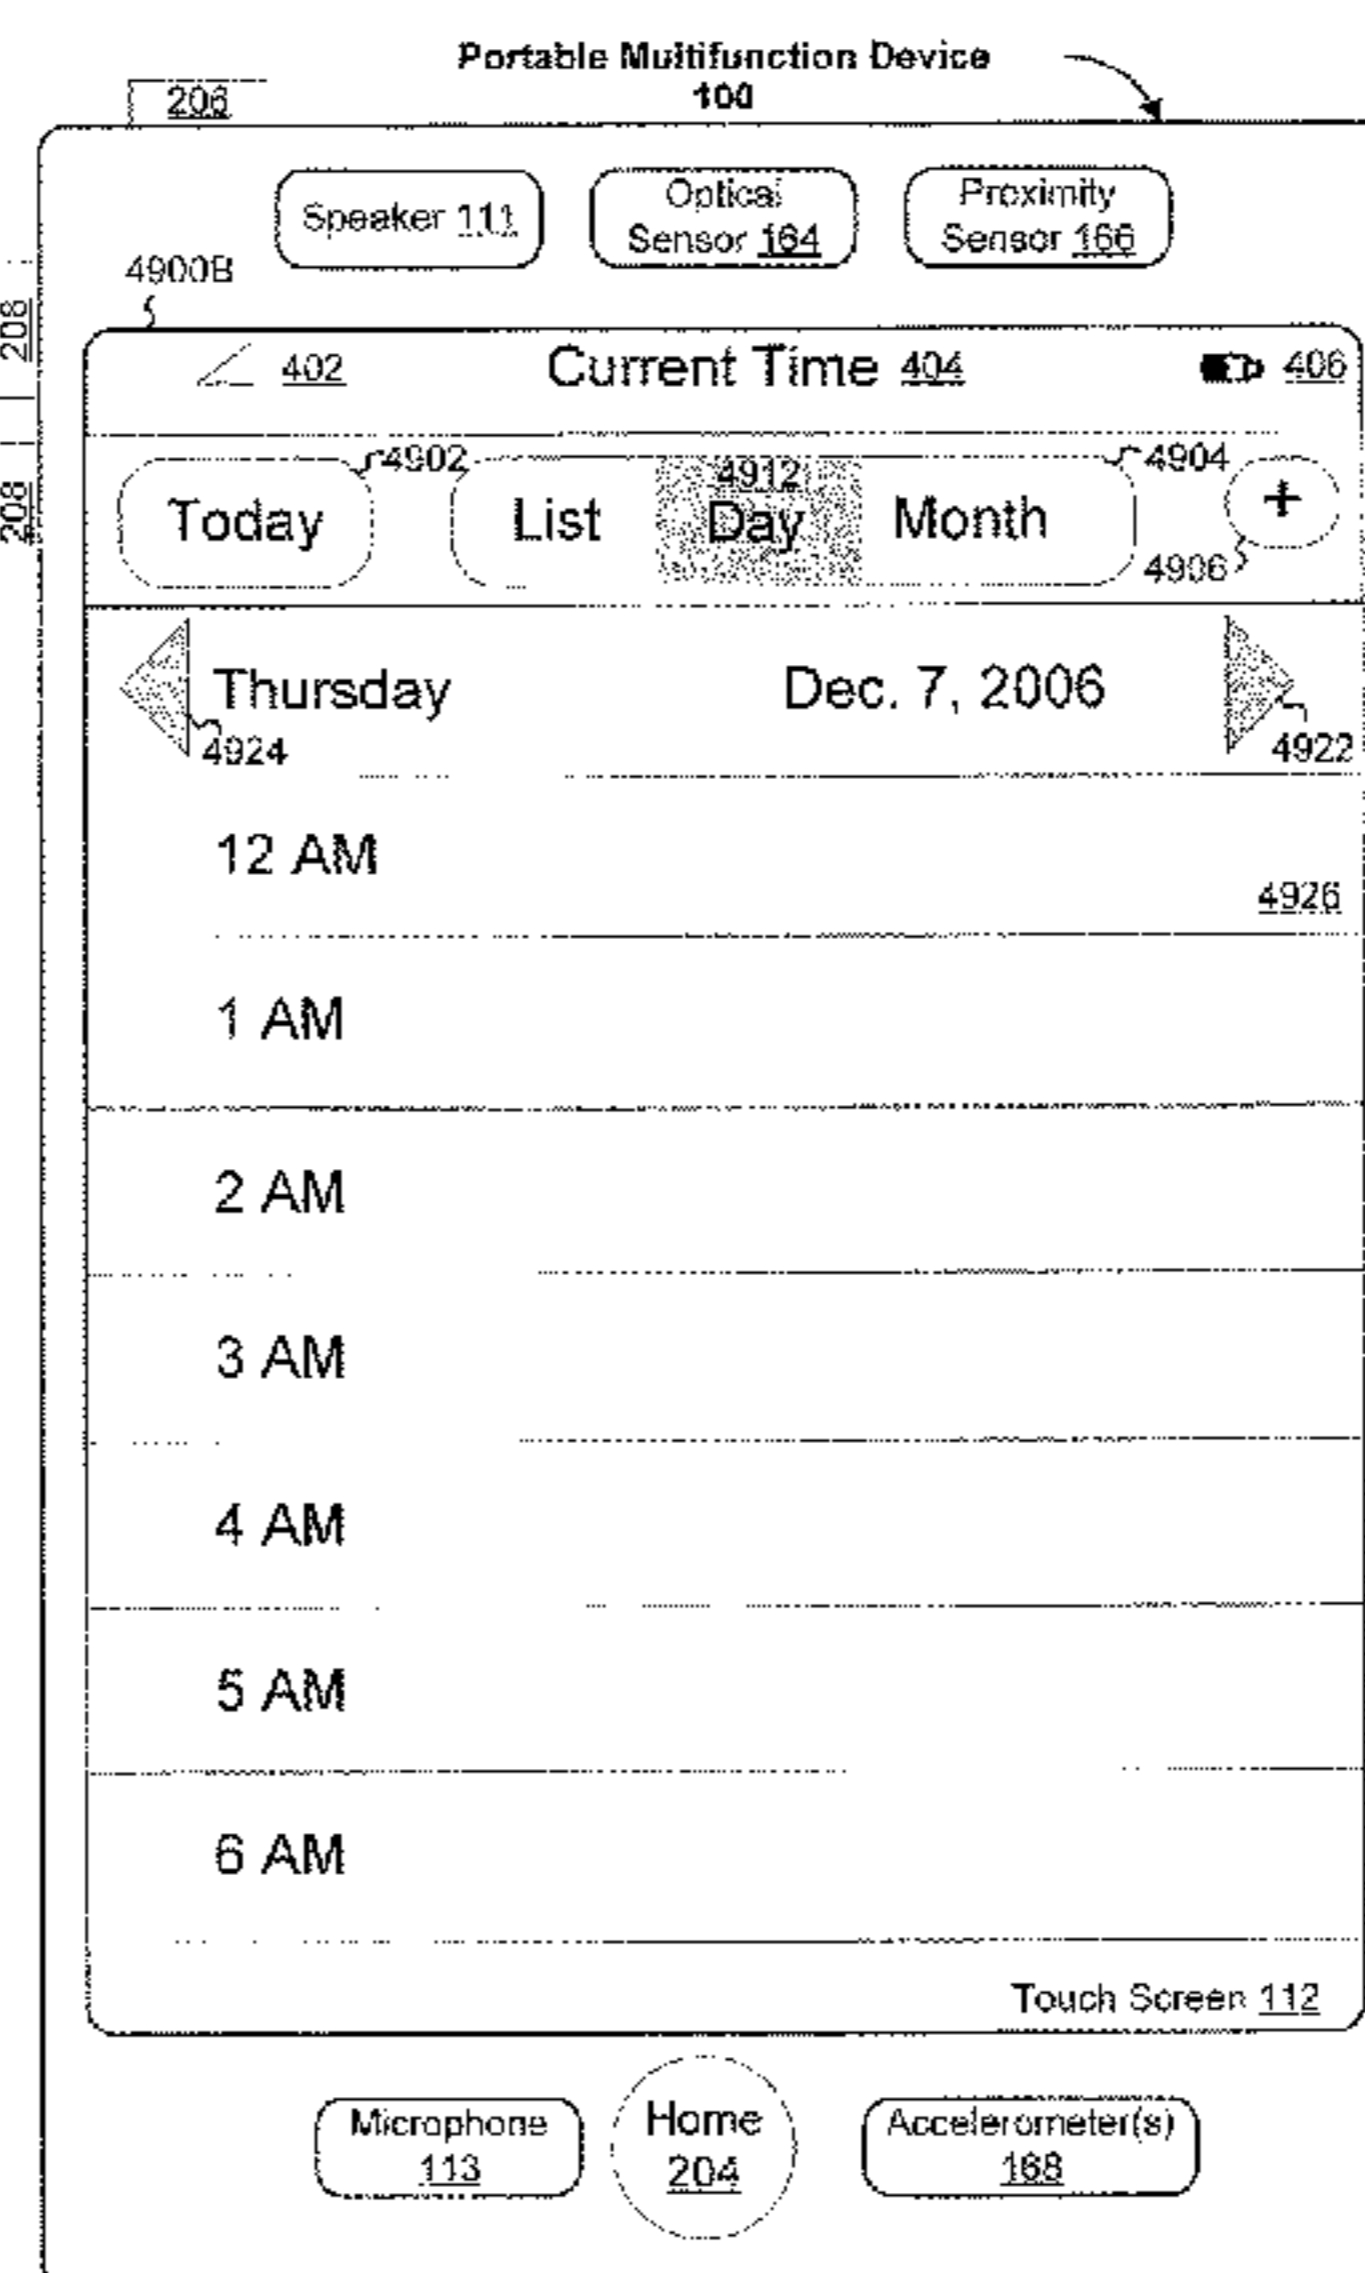 Portable Multifunction Device
100
206
Speaker 111
Optical
Sensor 164
Proximity
Sensor 166
4900B
208
208
402
Current Time 404
406
4902
4912
4904
Today
List
Day
Month
+
4906
Thursday
Dec. 7, 2006
4924
4922
12 AM
4926
1 AM
2 AM
3 AM
4 AM
5 AM
6 AM
Touch Screen 112
Microphone
113
Home
204
Accelerometer(s)
168